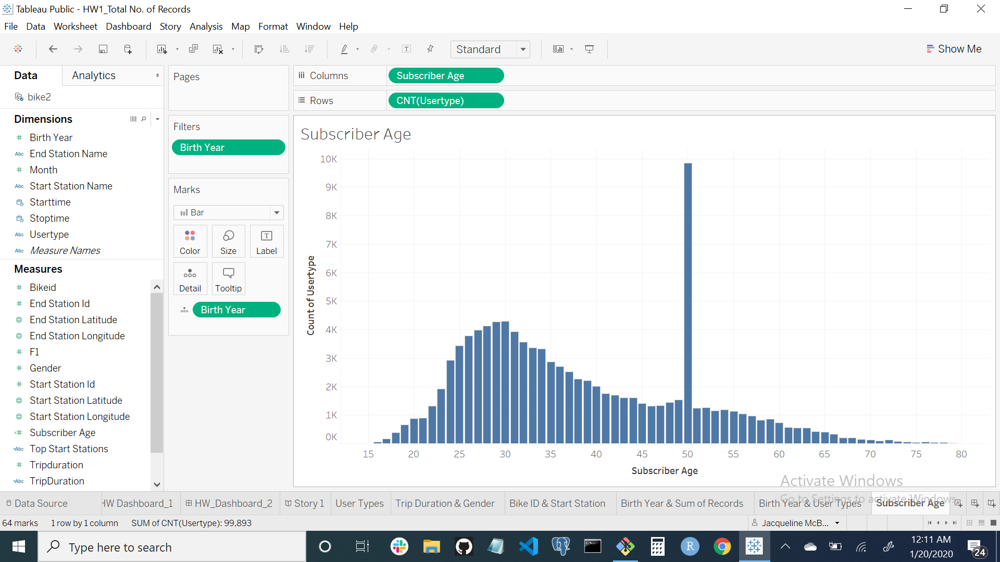 Tableau Public - HW1_Total No. of Records
File Data Worksheet Dashboard Story Analysis Map Format Window Help
Standard
Show Me
Data
Analytics
bike2
Dimensions
# Birth Year
Abc End Station Name
# Month
Abc Start Station Name
Starttime
Stoptime
Abc Usertype
Abc Measure Names
Measures
# Bikeid
# End Station Id
End Station Latitude
End Station Longitude
# F1
# Gender
# Start Station Id
Start Station Latitude
Start Station Longitude
=# Subscriber Age
=Abc Top Start Stations
# Tripduration
=Abc TripDuration
Pages
Filters
Birth Year
Marks
Bar
Color
Size
T
Label
Detail
Tooltip
Birth Year
Columns
Subscriber Age
Rows
CNT(Usertype)
Subscriber Age
Count of Usertype
10K
9K
8K
7K
6K
5K
4K
3K
2K
1K
0K
15 20 25 30 35 40 45 50 55 60 65 70 75 80
Subscriber Age
Activate Windows
Go to Settings to activate Windows.
Data Source
HW Dashboard_1
HW_Dashboard_2
Story 1
User Types
Trip Duration & Gender
Bike ID & Start Station
Birth Year & Sum of Records
Birth Year & User Types
Subscriber Age
64 marks 1 row by 1 column SUM of CNT(Usertype): 99,893
Jacqueline McB...
Type here to search
R
12:11 AM
1/20/2020
24